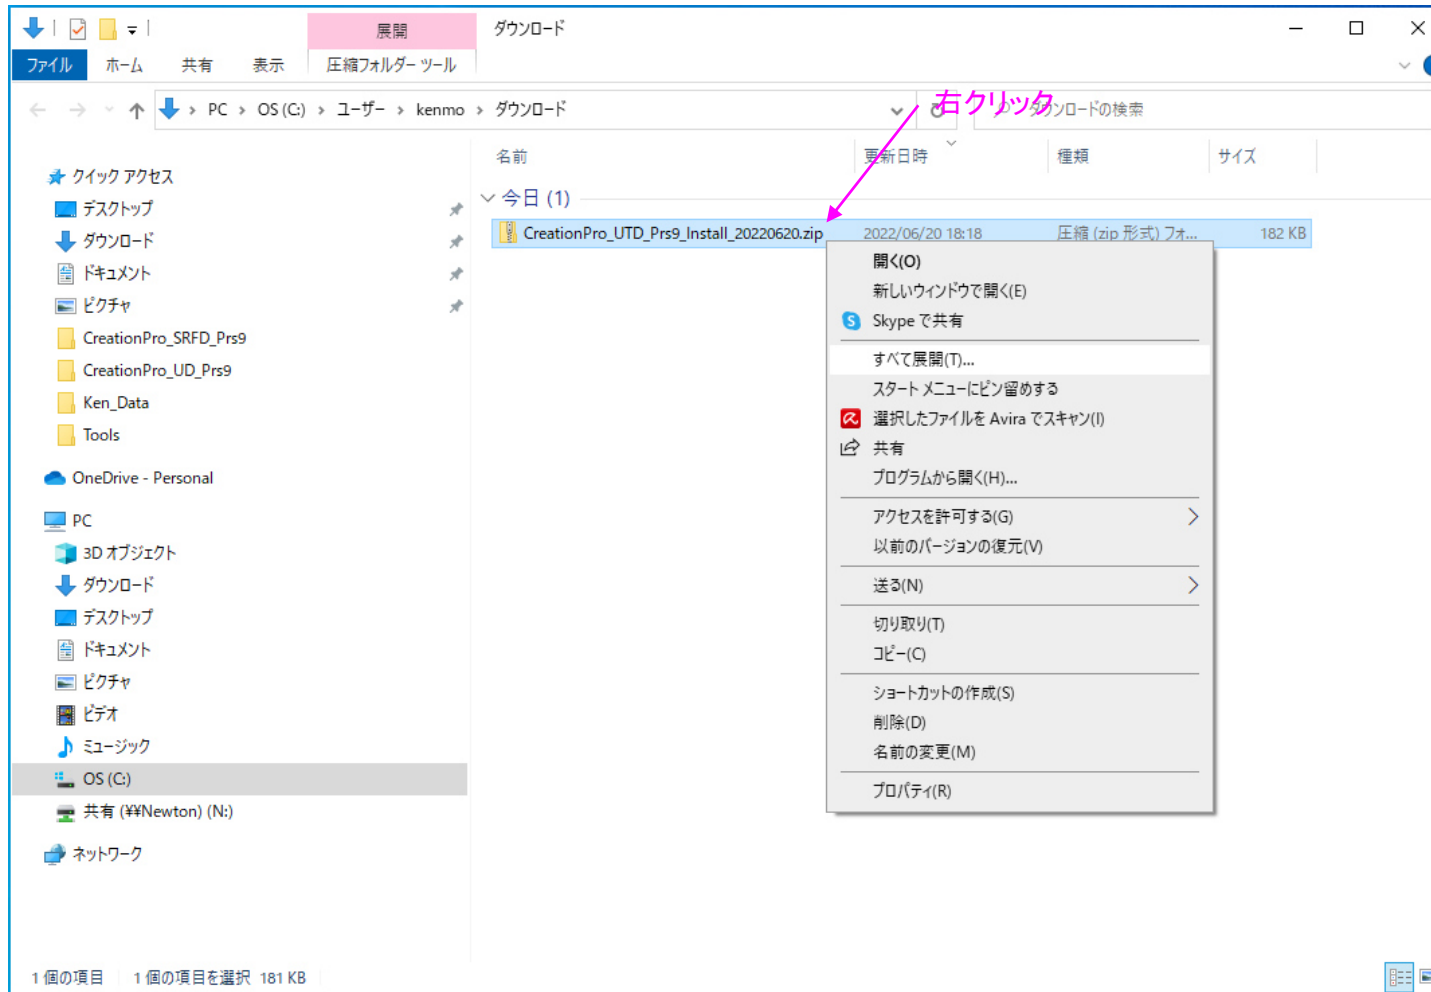 展開
ダウンロード
ファイル ホーム 共有 表示 圧縮フォルダー ツール
PC › OS (C:) › ユーザー › kenmo › ダウンロード
右クリック
ダウンロードの検索
名前 更新日時 種類 サイズ
今日 (1)
CreationPro_UTD_Prs9_Install_20220620.zip 2022/06/20 18:18 圧縮 (zip 形式) フォ... 182 KB
クイック アクセス
デスクトップ
ダウンロード
ドキュメント
ピクチャ
CreationPro_SRFD_Prs9
CreationPro_UD_Prs9
Ken_Data
Tools
OneDrive - Personal
PC
3D オブジェクト
ダウンロード
デスクトップ
ドキュメント
ピクチャ
ビデオ
ミュージック
OS (C:)
共有 (¥¥Newton) (N:)
ネットワーク
開く(O)
新しいウィンドウで開く(E)
Skype で共有
すべて展開(T)...
スタート メニューにピン留めする
選択したファイルを Avira でスキャン(I)
共有
プログラムから開く(H)...
アクセスを許可する(G)
以前のバージョンの復元(V)
送る(N)
切り取り(T)
コピー(C)
ショートカットの作成(S)
削除(D)
名前の変更(M)
プロパティ(R)
1 個の項目 1 個の項目を選択 181 KB